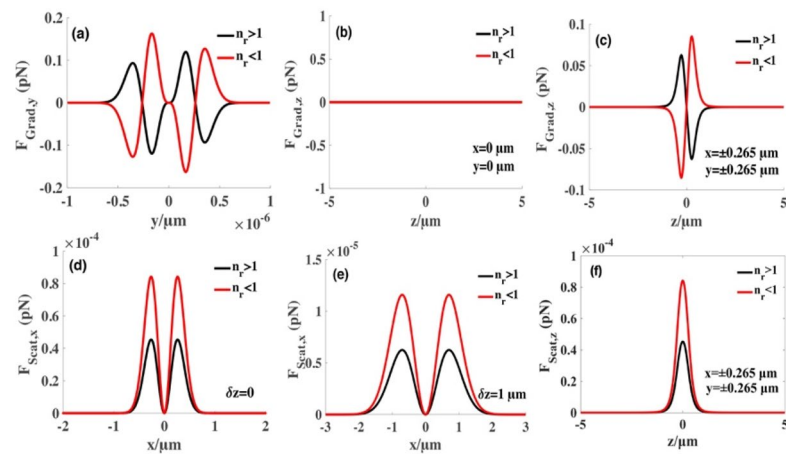 (a)
n_r>1
n_r<1
F_Grad,y (pN)
0.2
0.1
0
-0.1
-0.2
-1
-0.5
0
0.5
1
y/μm
×10^-6
(b)
n_r>1
n_r<1
F_Grad,z (pN)
1
0.5
0
-0.5
-1
x=0 μm
y=0 μm
-5
0
5
z/μm
(c)
n_r>1
n_r<1
F_Grad,z (pN)
0.1
0.05
0
-0.05
-0.1
x=±0.265 μm
y=±0.265 μm
-5
0
5
z/μm
×10^-4
(d)
n_r>1
n_r<1
F_Scat,x (pN)
1
0.8
0.6
0.4
0.2
0
δz=0
-2
-1
0
1
2
x/μm
×10^-5
(e)
n_r>1
n_r<1
F_Scat,x (pN)
1.5
1
0.5
0
δz=1 μm
-3
-2
-1
0
1
2
3
x/μm
×10^-4
(f)
n_r>1
n_r<1
F_Scat,z (pN)
1
0.8
0.6
0.4
0.2
0
x=±0.265 μm
y=±0.265 μm
-5
0
5
z/μm